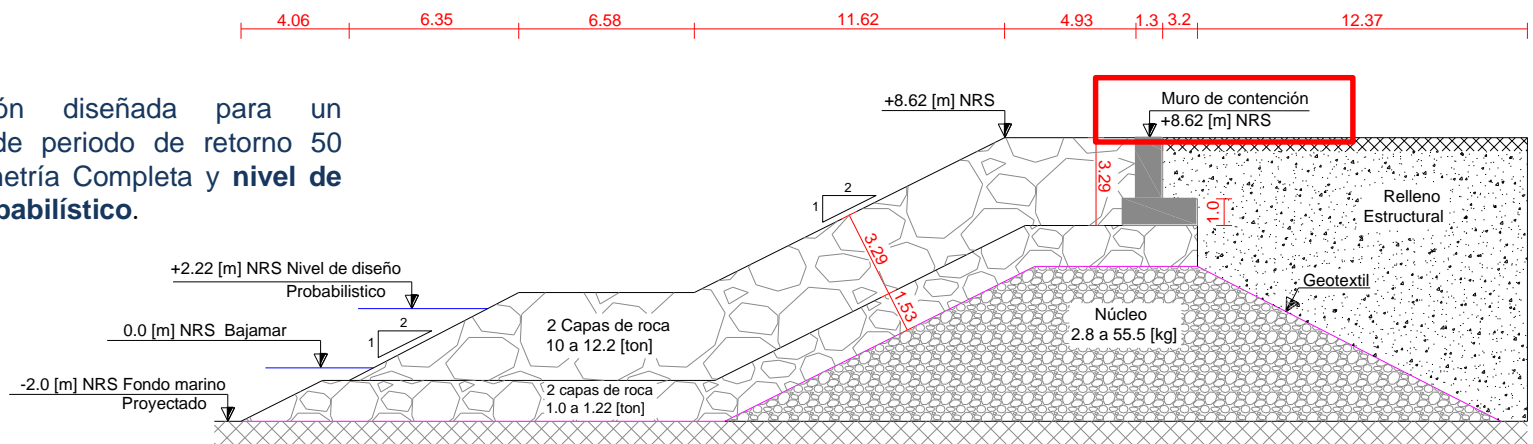 4.06 6.35 6.58 11.62 4.93 1.3 3.2 12.37
ón diseñada para un
de periodo de retorno 50
netría Completa y nivel de
babilístico.
+8.62 [m] NRS
Muro de contención
+8.62 [m] NRS
3.29
Relleno
Estructural
1.0
2
1
3.29
1.53
+2.22 [m] NRS Nivel de diseño
Probabilistico
Geotextil
0.0 [m] NRS Bajamar
2
1
2 Capas de roca
10 a 12.2 [ton]
Núcleo
2.8 a 55.5 [kg]
-2.0 [m] NRS Fondo marino
Proyectado
2 capas de roca
1.0 a 1.22 [ton]